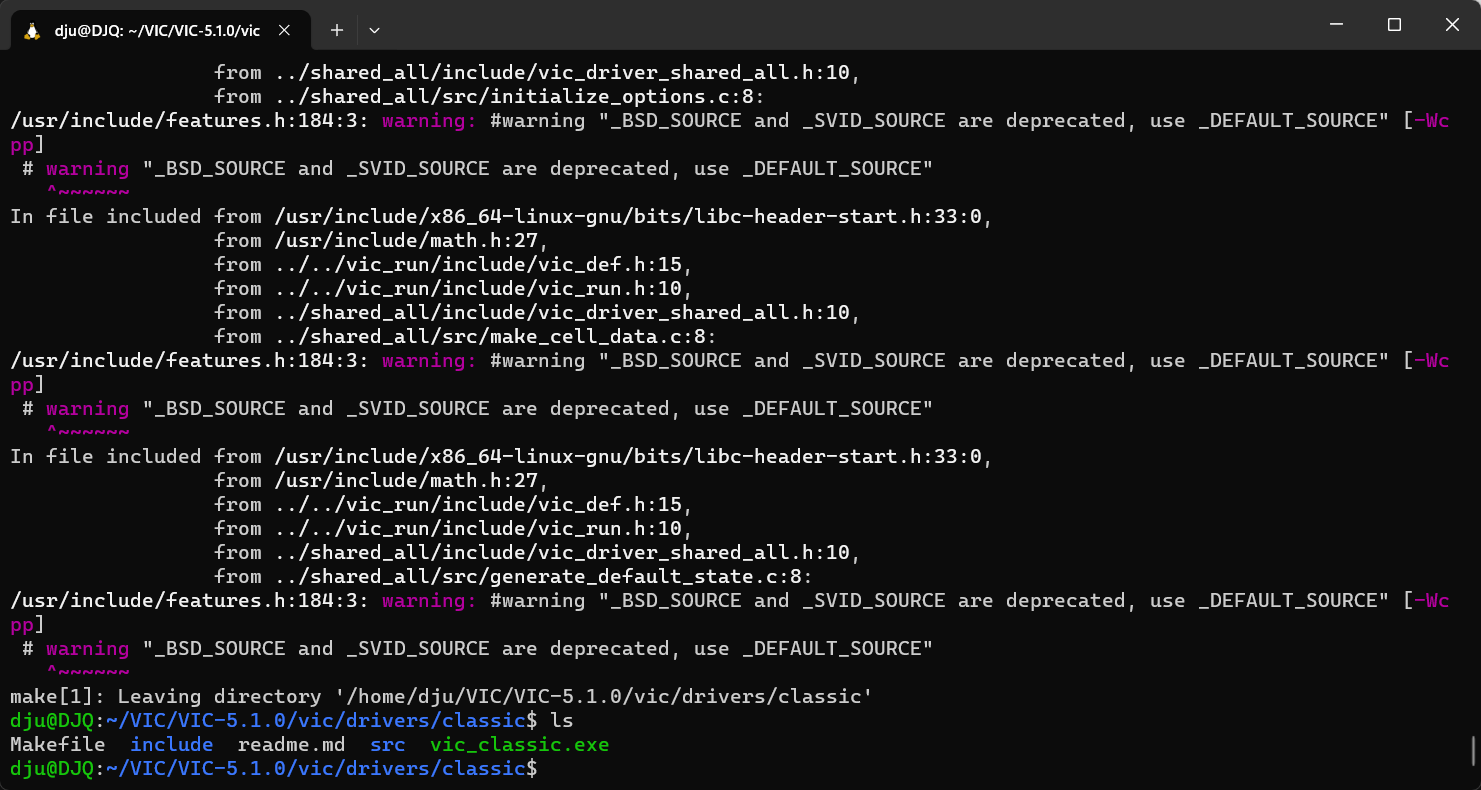 dju@DJQ: ~/VIC/VIC-5.1.0/vic
from ../shared_all/include/vic_driver_shared_all.h:10,
from ../shared_all/src/initialize_options.c:8:
/usr/include/features.h:184:3: warning: #warning "_BSD_SOURCE and _SVID_SOURCE are deprecated, use _DEFAULT_SOURCE" [-Wc
pp]
# warning "_BSD_SOURCE and _SVID_SOURCE are deprecated, use _DEFAULT_SOURCE"
^~~~~~~
In file included from /usr/include/x86_64-linux-gnu/bits/libc-header-start.h:33:0,
from /usr/include/math.h:27,
from ../../vic_run/include/vic_def.h:15,
from ../../vic_run/include/vic_run.h:10,
from ../shared_all/include/vic_driver_shared_all.h:10,
from ../shared_all/src/make_cell_data.c:8:
/usr/include/features.h:184:3: warning: #warning "_BSD_SOURCE and _SVID_SOURCE are deprecated, use _DEFAULT_SOURCE" [-Wc
pp]
# warning "_BSD_SOURCE and _SVID_SOURCE are deprecated, use _DEFAULT_SOURCE"
^~~~~~~
In file included from /usr/include/x86_64-linux-gnu/bits/libc-header-start.h:33:0,
from /usr/include/math.h:27,
from ../../vic_run/include/vic_def.h:15,
from ../../vic_run/include/vic_run.h:10,
from ../shared_all/include/vic_driver_shared_all.h:10,
from ../shared_all/src/generate_default_state.c:8:
/usr/include/features.h:184:3: warning: #warning "_BSD_SOURCE and _SVID_SOURCE are deprecated, use _DEFAULT_SOURCE" [-Wc
pp]
# warning "_BSD_SOURCE and _SVID_SOURCE are deprecated, use _DEFAULT_SOURCE"
^~~~~~~
make[1]: Leaving directory '/home/dju/VIC/VIC-5.1.0/vic/drivers/classic'
dju@DJQ:~/VIC/VIC-5.1.0/vic/drivers/classic$ ls
Makefile include readme.md src vic_classic.exe
dju@DJQ:~/VIC/VIC-5.1.0/vic/drivers/classic$